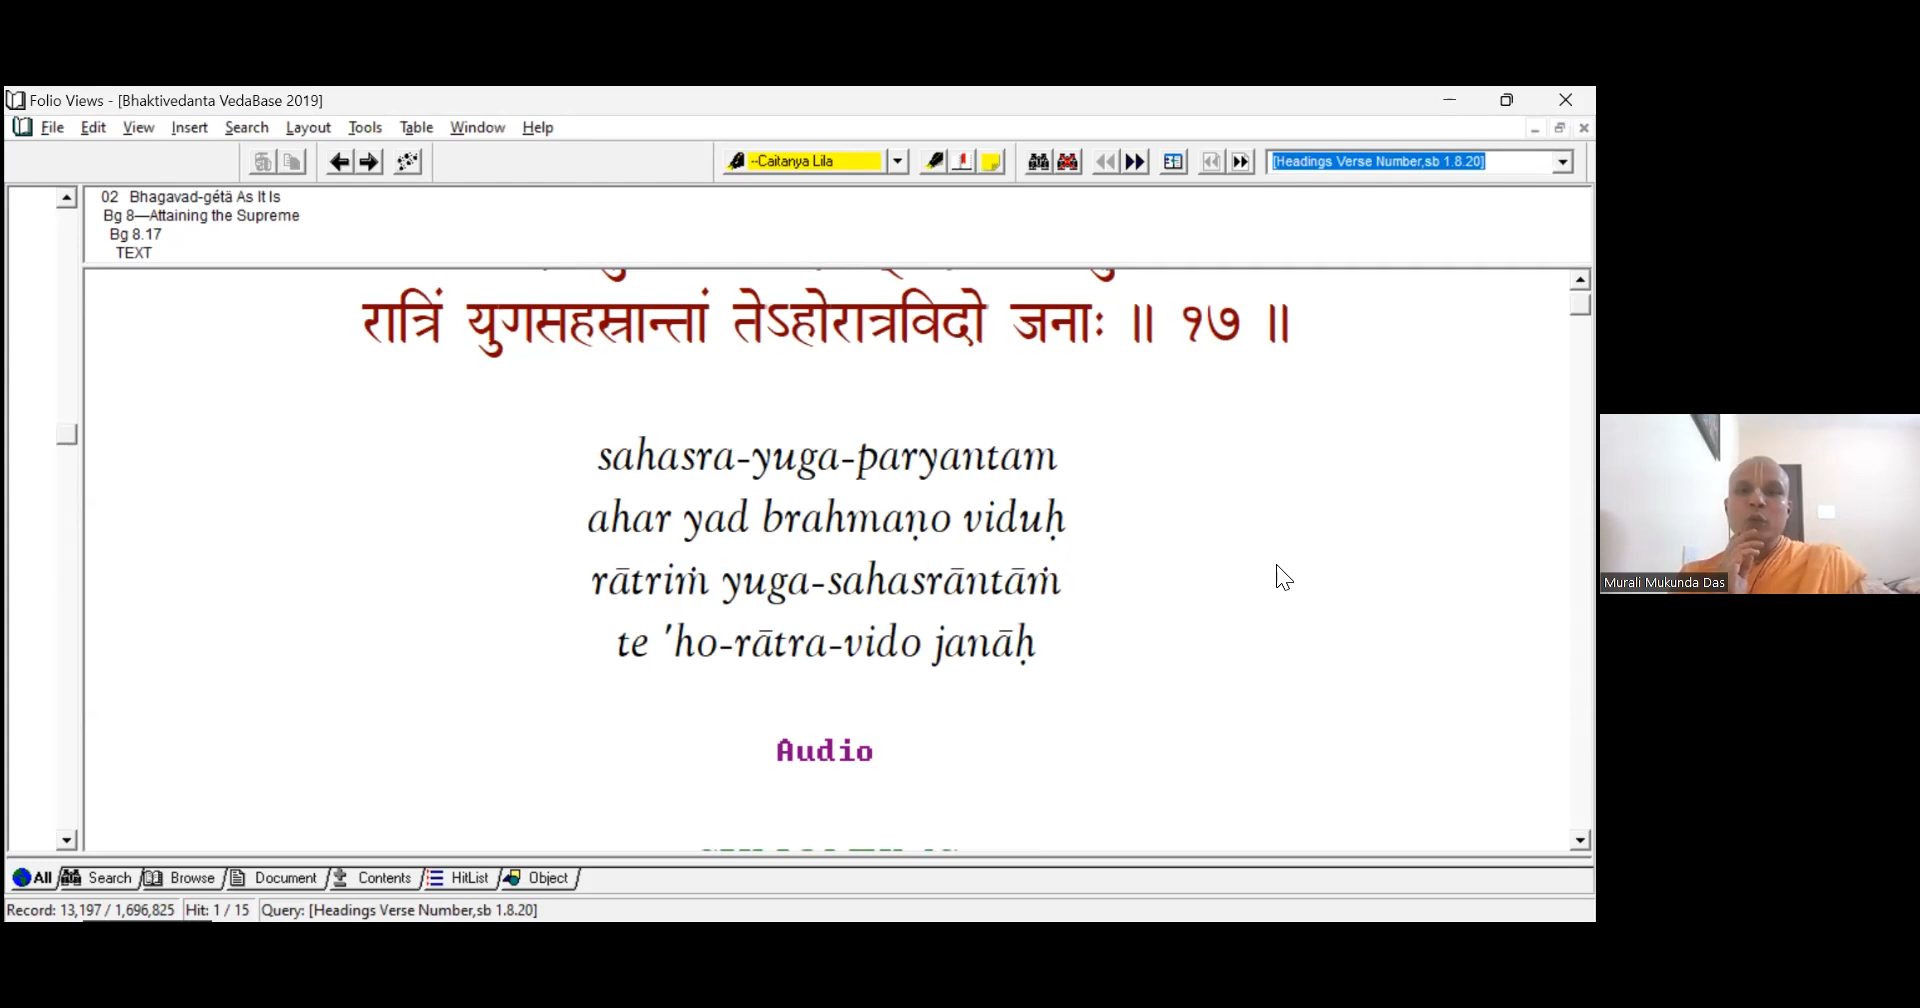 Folio Views - [Bhaktivedanta VedaBase 2019]
File Edit View Insert Search Layout Tools Table Window Help
--Caitanya Lila
[Headings Verse Number,sb 1.8.20]
02 Bhagavad-gétä As It Is
Bg 8—Attaining the Supreme
Bg 8.17
TEXT
रात्रिं युगसहस्रान्तां तेऽहोरात्रविदो जनाः ॥ १७ ॥
sahasra-yuga-paryantam
ahar yad brahmaṇo viduḥ
rātriṁ yuga-sahasrāntāṁ
te 'ho-rātra-vido janāḥ
Audio
Murali Mukunda Das
All Search Browse Document Contents HitList Object
Record: 13,197 / 1,696,825 Hit: 1 / 15 Query: [Headings Verse Number,sb 1.8.20]